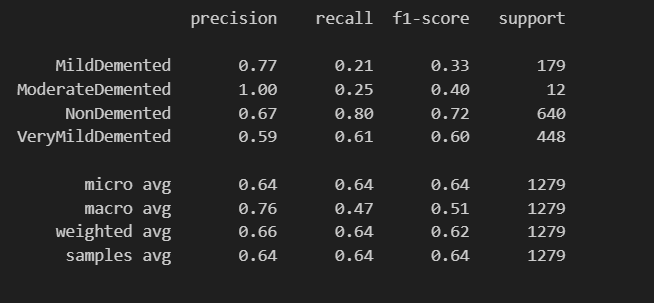 precision recall f1-score support
MildDemented 0.77 0.21 0.33 179
ModerateDemented 1.00 0.25 0.40 12
NonDemented 0.67 0.80 0.72 640
VeryMildDemented 0.59 0.61 0.60 448
micro avg 0.64 0.64 0.64 1279
macro avg 0.76 0.47 0.51 1279
weighted avg 0.66 0.64 0.62 1279
samples avg 0.64 0.64 0.64 1279